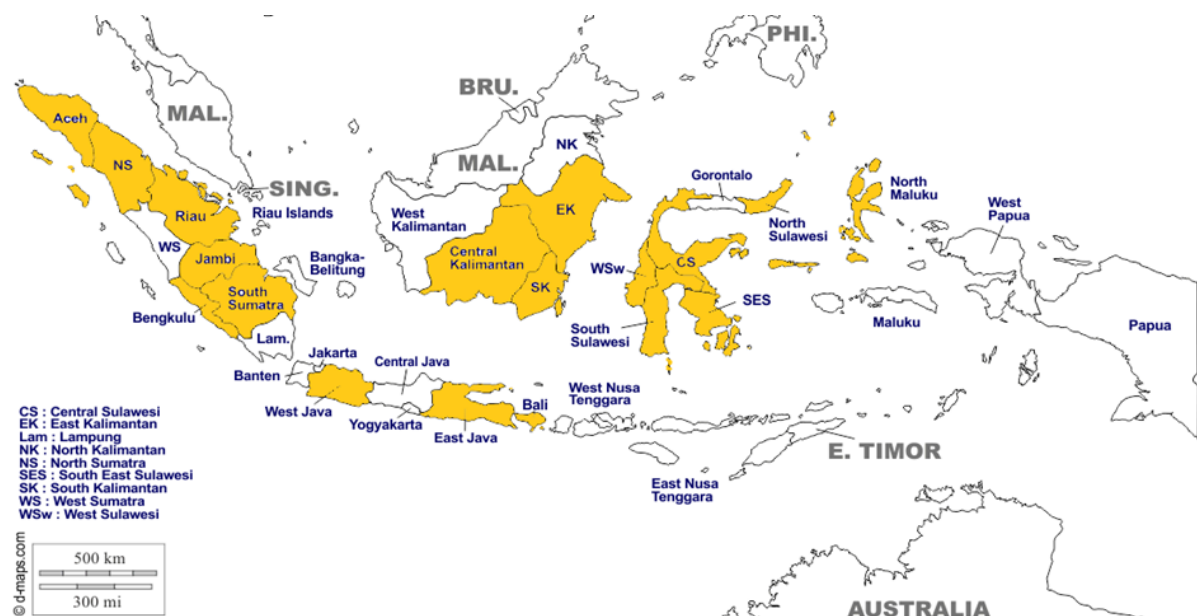 PHI.
BRU.
MAL.
Aceh
NK
MAL.
NS
SING.
Gorontalo
North
Maluku
West
Papua
Riau
Riau Islands
West
Kalimantan
EK
North
Sulawesi
WS
Jambi
Bangka-
Belitung
Central
Kalimantan
CS
WSw
SK
South
Sumatra
SES
Bengkulu
South
Sulawesi
Maluku
Papua
Lam.
Jakarta
Central Java
Banten
West Nusa
Tenggara
West Java
Yogyakarta
Bali
East Java
E. TIMOR
East Nusa
Tenggara
CS : Central Sulawesi
EK : East Kalimantan
Lam : Lampung
NK : North Kalimantan
NS : North Sumatra
SES : South East Sulawesi
SK : South Kalimantan
WS : West Sumatra
WSw : West Sulawesi
500 km
300 mi
© d-maps.com
AUSTRALIA